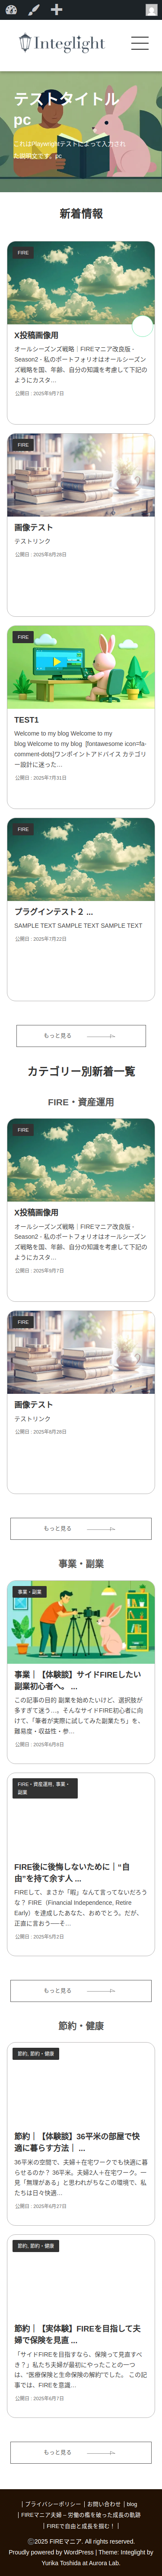 Integlight
テストタイトル
pc
これはPlaywrightテストによって入力され
た説明文です、pc
新着情報
FIRE
X投稿画像用
オールシーズンズ戦略｜FIREマニア改良版 -
Season2 - 私のポートフォリオはオールシーズン
ズ戦略を国、年齢、自分の知識を考慮して下記の
ようにカスタ…
公開日 : 2025年9月7日
FIRE
画像テスト
テストリンク
公開日 : 2025年8月28日
FIRE
TEST1
Welcome to my blog Welcome to my
blog Welcome to my blog [fontawesome icon=fa-
comment-dots]ワンポイントアドバイス カテゴリ
ー設計に迷った…
公開日 : 2025年7月31日
FIRE
プラグインテスト２ ...
SAMPLE TEXT SAMPLE TEXT SAMPLE TEXT
公開日 : 2025年7月22日
もっと見る
カテゴリー別新着一覧
FIRE・資産運用
FIRE
X投稿画像用
オールシーズンズ戦略｜FIREマニア改良版 -
Season2 - 私のポートフォリオはオールシーズン
ズ戦略を国、年齢、自分の知識を考慮して下記の
ようにカスタ…
公開日 : 2025年9月7日
FIRE
画像テスト
テストリンク
公開日 : 2025年8月28日
もっと見る
事業・副業
事業・副業
事業｜【体験談】サイドFIREしたい
副業初心者へ。 ...
この記事の目的 副業を始めたいけど、選択肢が
多すぎて迷う…。そんなサイドFIRE初心者に向
けて、「筆者が実際に試してみた副業たち」を、
難易度・収益性・参…
公開日 : 2025年6月8日
FIRE・資産運用, 事業・
副業
FIRE後に後悔しないために｜“自
由”を持て余す人 ...
FIREして、まさか「暇」なんて言ってないだろう
な？ FIRE（Financial Independence, Retire
Early）を達成したあなた、おめでとう。だが、
正直に言おう──そ…
公開日 : 2025年5月2日
もっと見る
節約・健康
節約, 節約・健康
節約｜【体験談】36平米の部屋で快
適に暮らす方法｜ ...
36平米の空間で、夫婦＋在宅ワークでも快適に暮
らせるのか？ 36平米。夫婦2人＋在宅ワーク。一
見「無理がある」と思われがちなこの環境で、私
たちは日々快適…
公開日 : 2025年6月27日
節約, 節約・健康
節約｜【実体験】FIREを目指して夫
婦で保険を見直 ...
「サイドFIREを目指すなら、保険って見直すべ
き？」私たち夫婦が最初にやったことの一つ
は、“医療保険と生命保険の解約”でした。 この記
事では、FIREを意識…
公開日 : 2025年6月7日
もっと見る
| プライバシーポリシー | お問い合わせ | blog
| FIREマニア夫婦 – 労働の檻を破った成長の軌跡
| FIREで自由と成長を掴む！ |
Ⓒ2025 FIREマニア. All rights reserved.
Proudly powered by WordPress | Theme: Integlight by
Yurika Toshida at Aurora Lab.